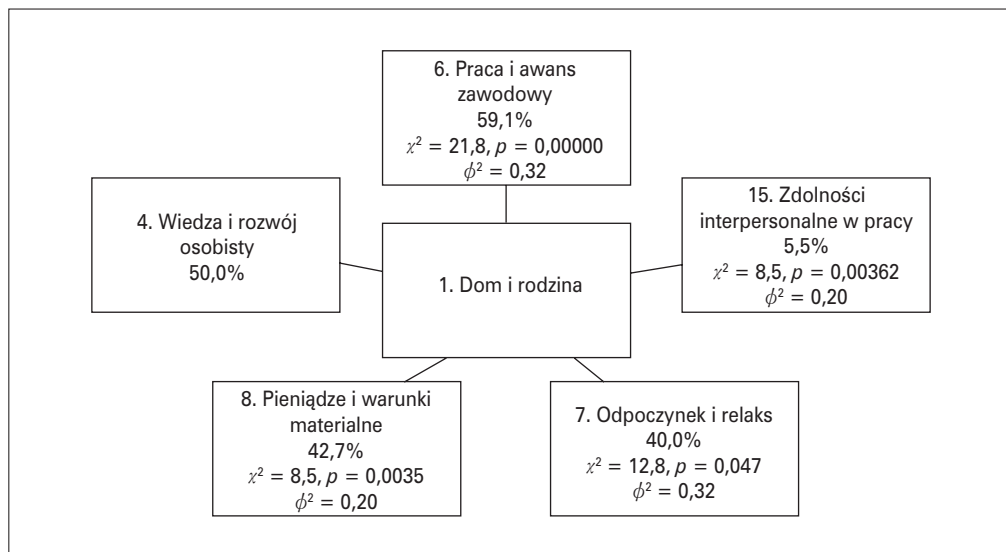 6. Praca i awans
zawodowy
59,1%
χ² = 21,8, p = 0,00000
ϕ² = 0,32
4. Wiedza i rozwój
osobisty
50,0%
15. Zdolności
interpersonalne w pracy
5,5%
χ² = 8,5, p = 0,00362
ϕ² = 0,20
1. Dom i rodzina
8. Pieniądze i warunki
materialne
42,7%
χ² = 8,5, p = 0,0035
ϕ² = 0,20
7. Odpoczynek i relaks
40,0%
χ² = 12,8, p = 0,047
ϕ² = 0,32